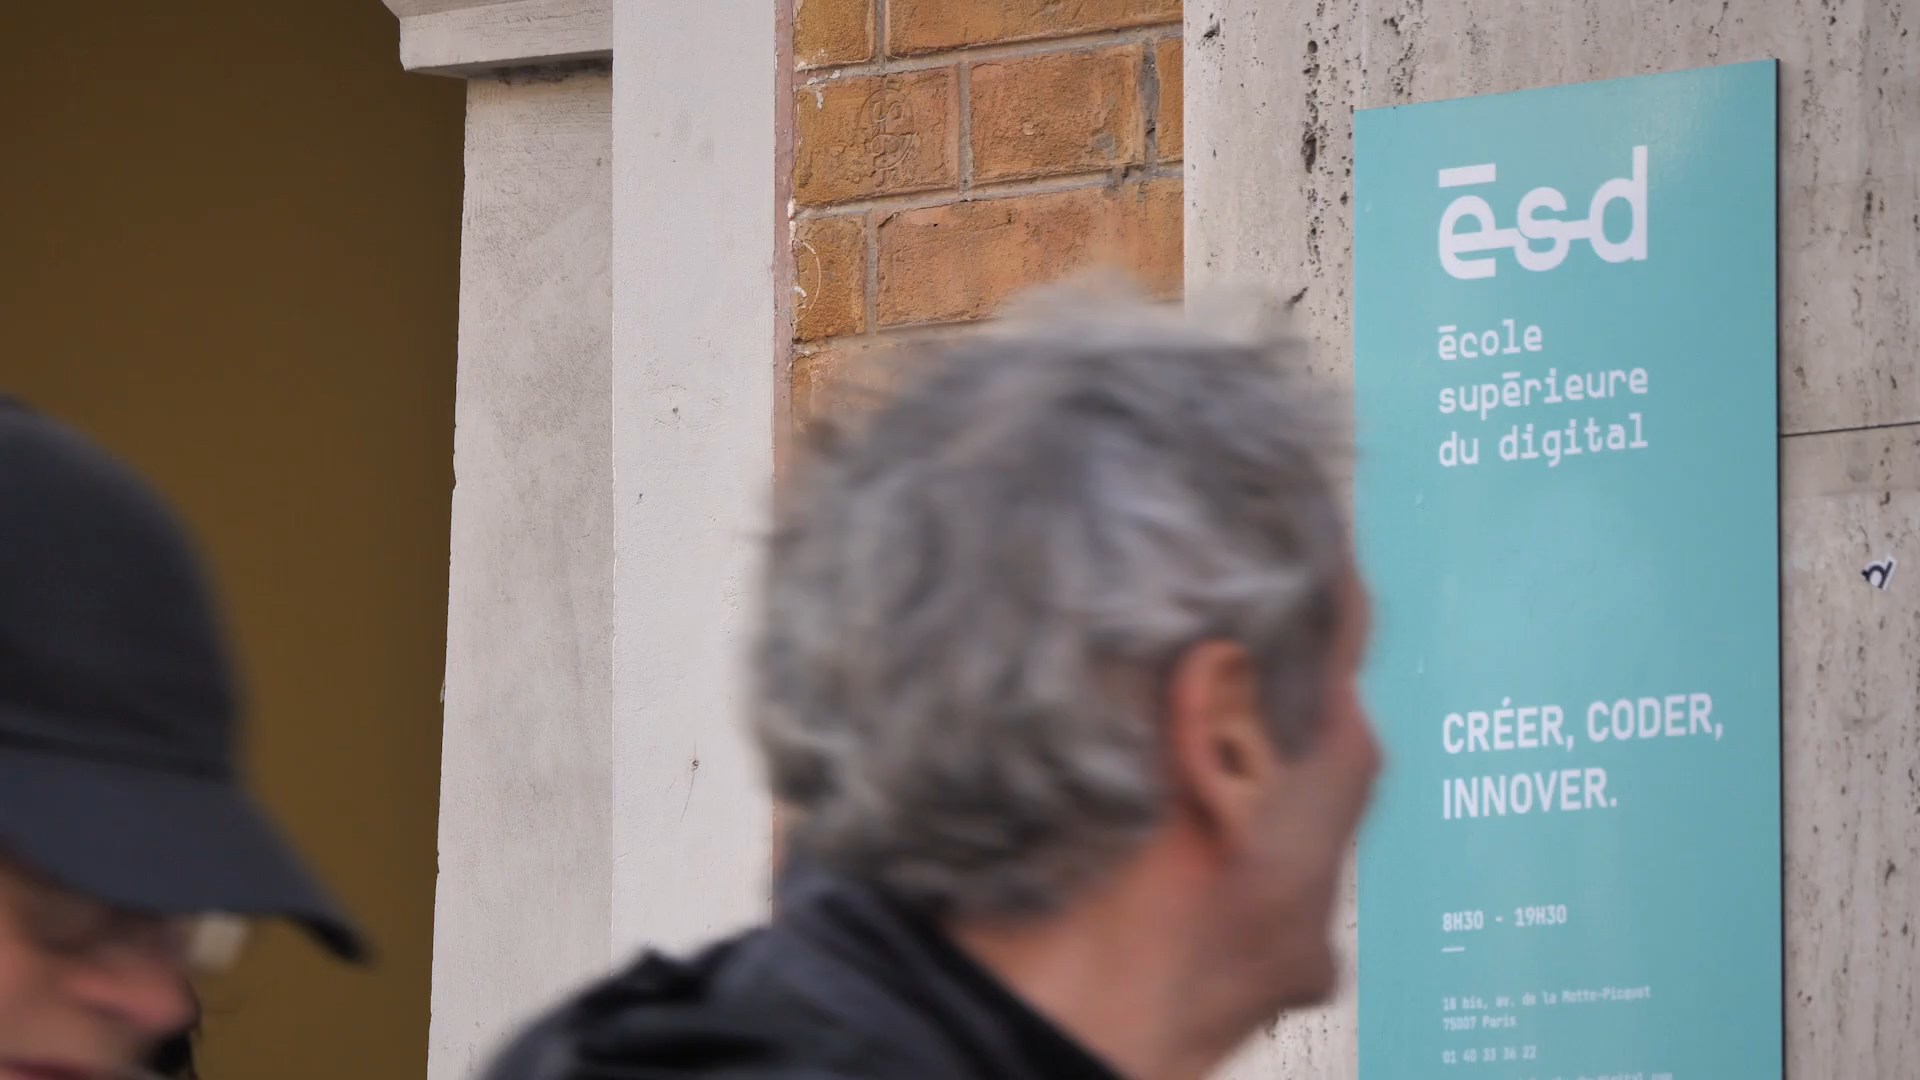 ēsd
ēcole
supērieure
du digital
CRÉER, CODER,
INNOVER.
8H30 - 19H30
18 bis, av. de la Motte-Picquet
75007 Paris
01 40 33 36 22